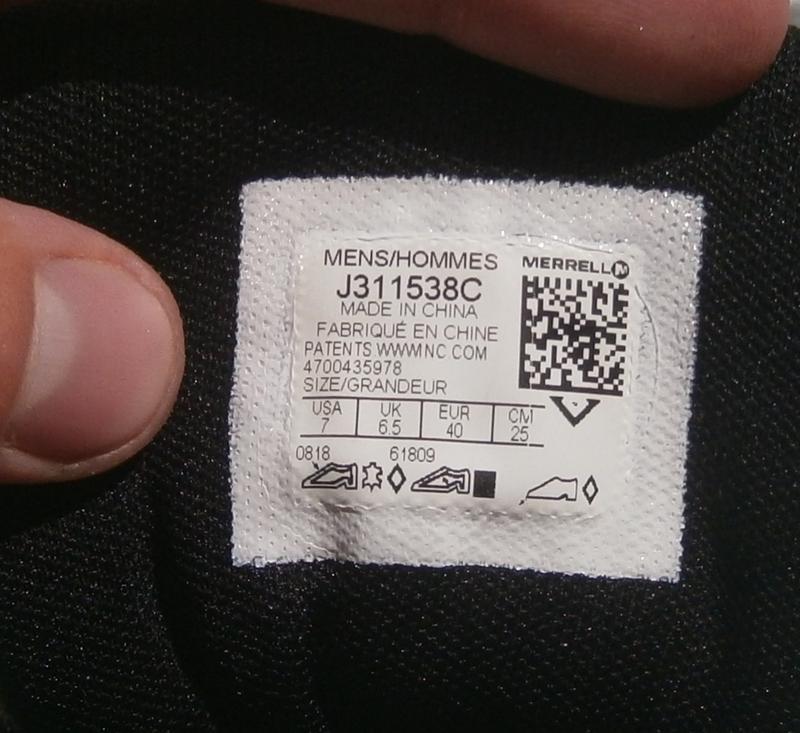 MENS/HOMMES
MERRELL
J311538C
MADE IN CHINA
FABRIQUÉ EN CHINE
PATENTS WWWNC COM
4700435978
SIZE/GRANDEUR
USA UK EUR CM
7 6.5 40 25
0818 61809